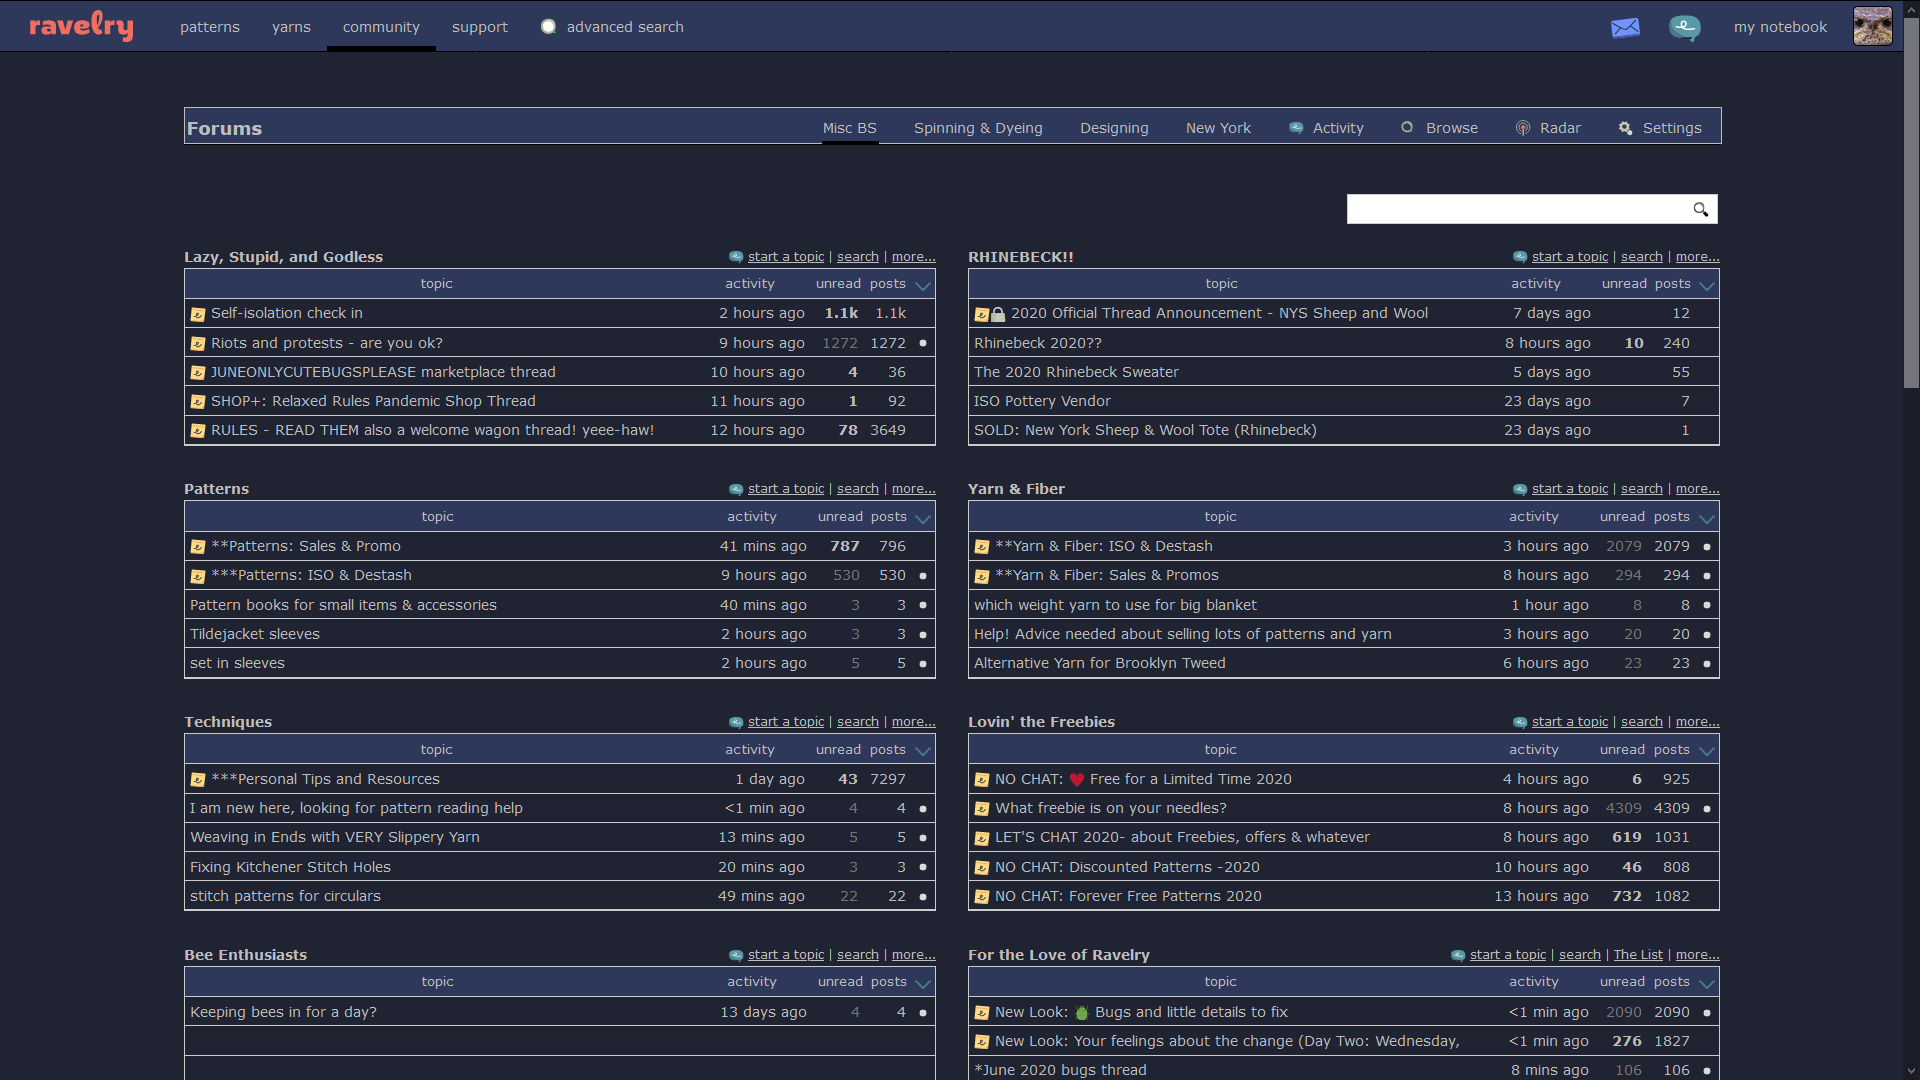 ravelry patterns yarns community support advanced search my notebook
Forums Misc BS Spinning & Dyeing Designing New York Activity Browse Radar Settings
Lazy, Stupid, and Godless start a topic | search | more...
topic activity unread posts
Self-isolation check in 2 hours ago 1.1k 1.1k
Riots and protests - are you ok? 9 hours ago 1272 1272
JUNEONLYCUTEBUGSPLEASE marketplace thread 10 hours ago 4 36
SHOP+: Relaxed Rules Pandemic Shop Thread 11 hours ago 1 92
RULES - READ THEM also a welcome wagon thread! yeee-haw! 12 hours ago 78 3649
RHINEBECK!! start a topic | search | more...
topic activity unread posts
2020 Official Thread Announcement - NYS Sheep and Wool 7 days ago 12
Rhinebeck 2020?? 8 hours ago 10 240
The 2020 Rhinebeck Sweater 5 days ago 55
ISO Pottery Vendor 23 days ago 7
SOLD: New York Sheep & Wool Tote (Rhinebeck) 23 days ago 1
Patterns start a topic | search | more...
topic activity unread posts
**Patterns: Sales & Promo 41 mins ago 787 796
***Patterns: ISO & Destash 9 hours ago 530 530
Pattern books for small items & accessories 40 mins ago 3 3
Tildejacket sleeves 2 hours ago 3 3
set in sleeves 2 hours ago 5 5
Yarn & Fiber start a topic | search | more...
topic activity unread posts
**Yarn & Fiber: ISO & Destash 3 hours ago 2079 2079
**Yarn & Fiber: Sales & Promos 8 hours ago 294 294
which weight yarn to use for big blanket 1 hour ago 8 8
Help! Advice needed about selling lots of patterns and yarn 3 hours ago 20 20
Alternative Yarn for Brooklyn Tweed 6 hours ago 23 23
Techniques start a topic | search | more...
topic activity unread posts
***Personal Tips and Resources 1 day ago 43 7297
I am new here, looking for pattern reading help <1 min ago 4 4
Weaving in Ends with VERY Slippery Yarn 13 mins ago 5 5
Fixing Kitchener Stitch Holes 20 mins ago 3 3
stitch patterns for circulars 49 mins ago 22 22
Lovin' the Freebies start a topic | search | more...
topic activity unread posts
NO CHAT: ❤ Free for a Limited Time 2020 4 hours ago 6 925
What freebie is on your needles? 8 hours ago 4309 4309
LET'S CHAT 2020- about Freebies, offers & whatever 8 hours ago 619 1031
NO CHAT: Discounted Patterns -2020 10 hours ago 46 808
NO CHAT: Forever Free Patterns 2020 13 hours ago 732 1082
Bee Enthusiasts start a topic | search | more...
topic activity unread posts
Keeping bees in for a day? 13 days ago 4 4
For the Love of Ravelry start a topic | search | The List | more...
topic activity unread posts
New Look: Bugs and little details to fix <1 min ago 2090 2090
New Look: Your feelings about the change (Day Two: Wednesday, <1 min ago 276 1827
*June 2020 bugs thread 8 mins ago 106 106